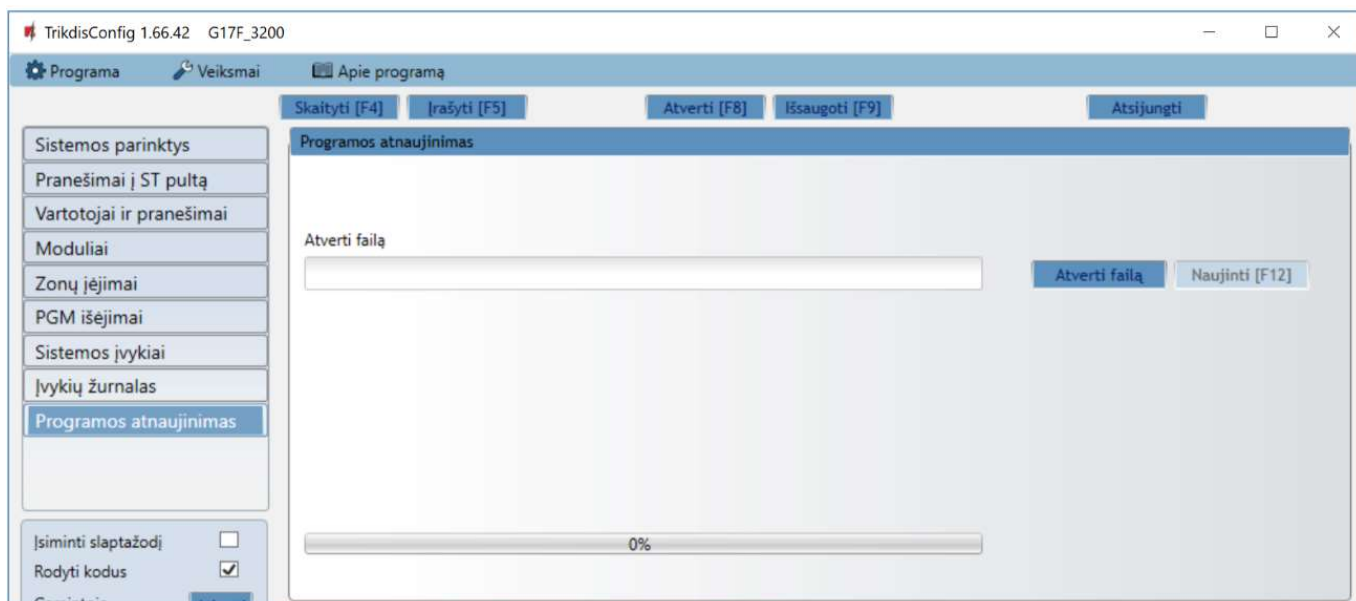 TrikdisConfig 1.66.42 G17F_3200
Programa Veiksmai Apie programą
Skaityti [F4] Įrašyti [F5] Atverti [F8] Išsaugoti [F9] Atsijungti
Sistemos parinktys
Pranešimai į ST pultą
Vartotojai ir pranešimai
Moduliai
Zonų įėjimai
PGM išėjimai
Sistemos įvykiai
Įvykių žurnalas
Programos atnaujinimas
Programos atnaujinimas
Atverti failą
Atverti failą Naujinti [F12]
0%
Įsiminti slaptažodį
Rodyti kodus